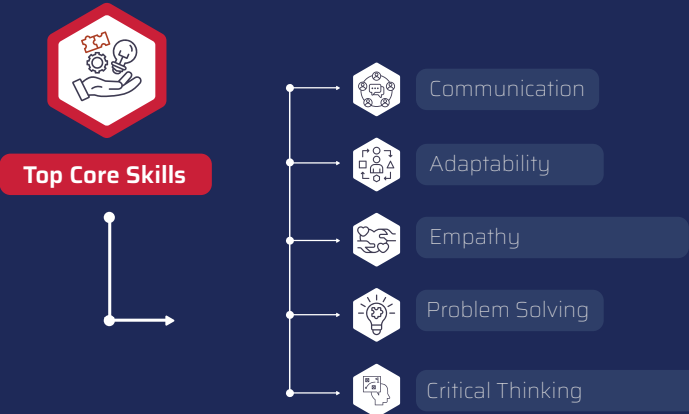 Top Core Skills
Communication
Adaptability
Empathy
Problem Solving
Critical Thinking